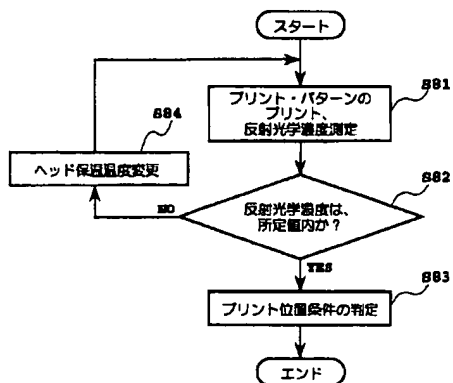 スタート
S81
プリント・パターンの
プリント、
反射光学濃度測定
S84
ヘッド保温温度変更
S82
反射光学濃度は、
所定値内か？
NO
YES
S83
プリント位置条件の判定
エンド